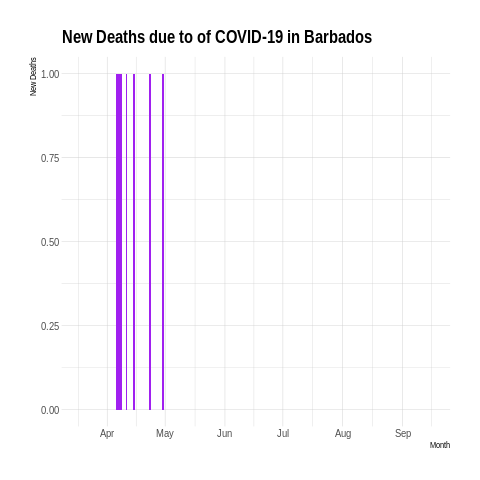 New Deaths due to of COVID-19 in Barbados
New Deaths
1.00
0.75
0.50
0.25
0.00
Apr May Jun Jul Aug Sep
Month